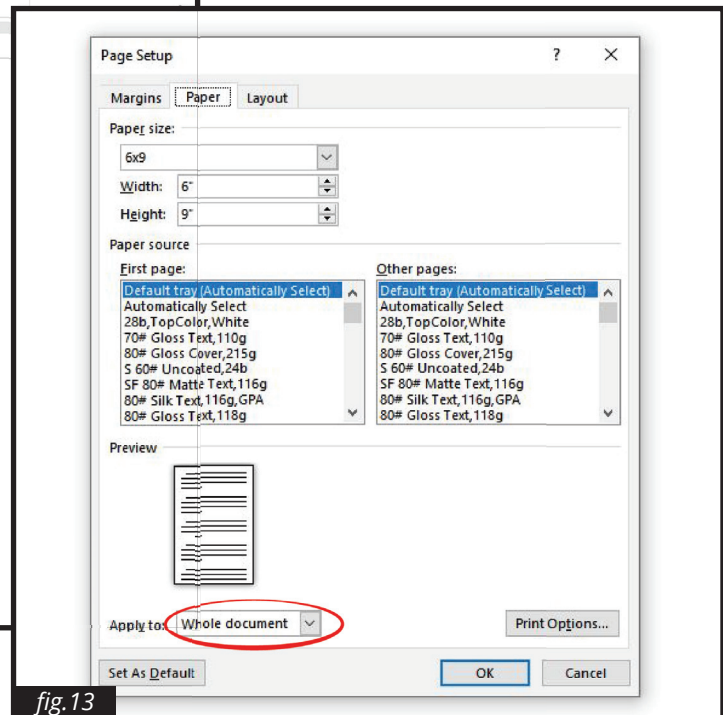 Page Setup ? ×
Margins Paper Layout
Paper size:
6x9
Width: 6"
Height: 9"
Paper source
First page: Other pages:
Default tray (Automatically Select) Default tray (Automatically Select)
Automatically Select Automatically Select
28b,TopColor,White 28b,TopColor,White
70# Gloss Text,110g 70# Gloss Text,110g
80# Gloss Cover,215g 80# Gloss Cover,215g
S 60# Uncoated,24b S 60# Uncoated,24b
SF 80# Matte Text,116g SF 80# Matte Text,116g
80# Silk Text,116g,GPA 80# Silk Text,116g,GPA
80# Gloss Text,118g 80# Gloss Text,118g
Preview
Apply to: Whole document Print Options...
Set As Default OK Cancel
fig.13